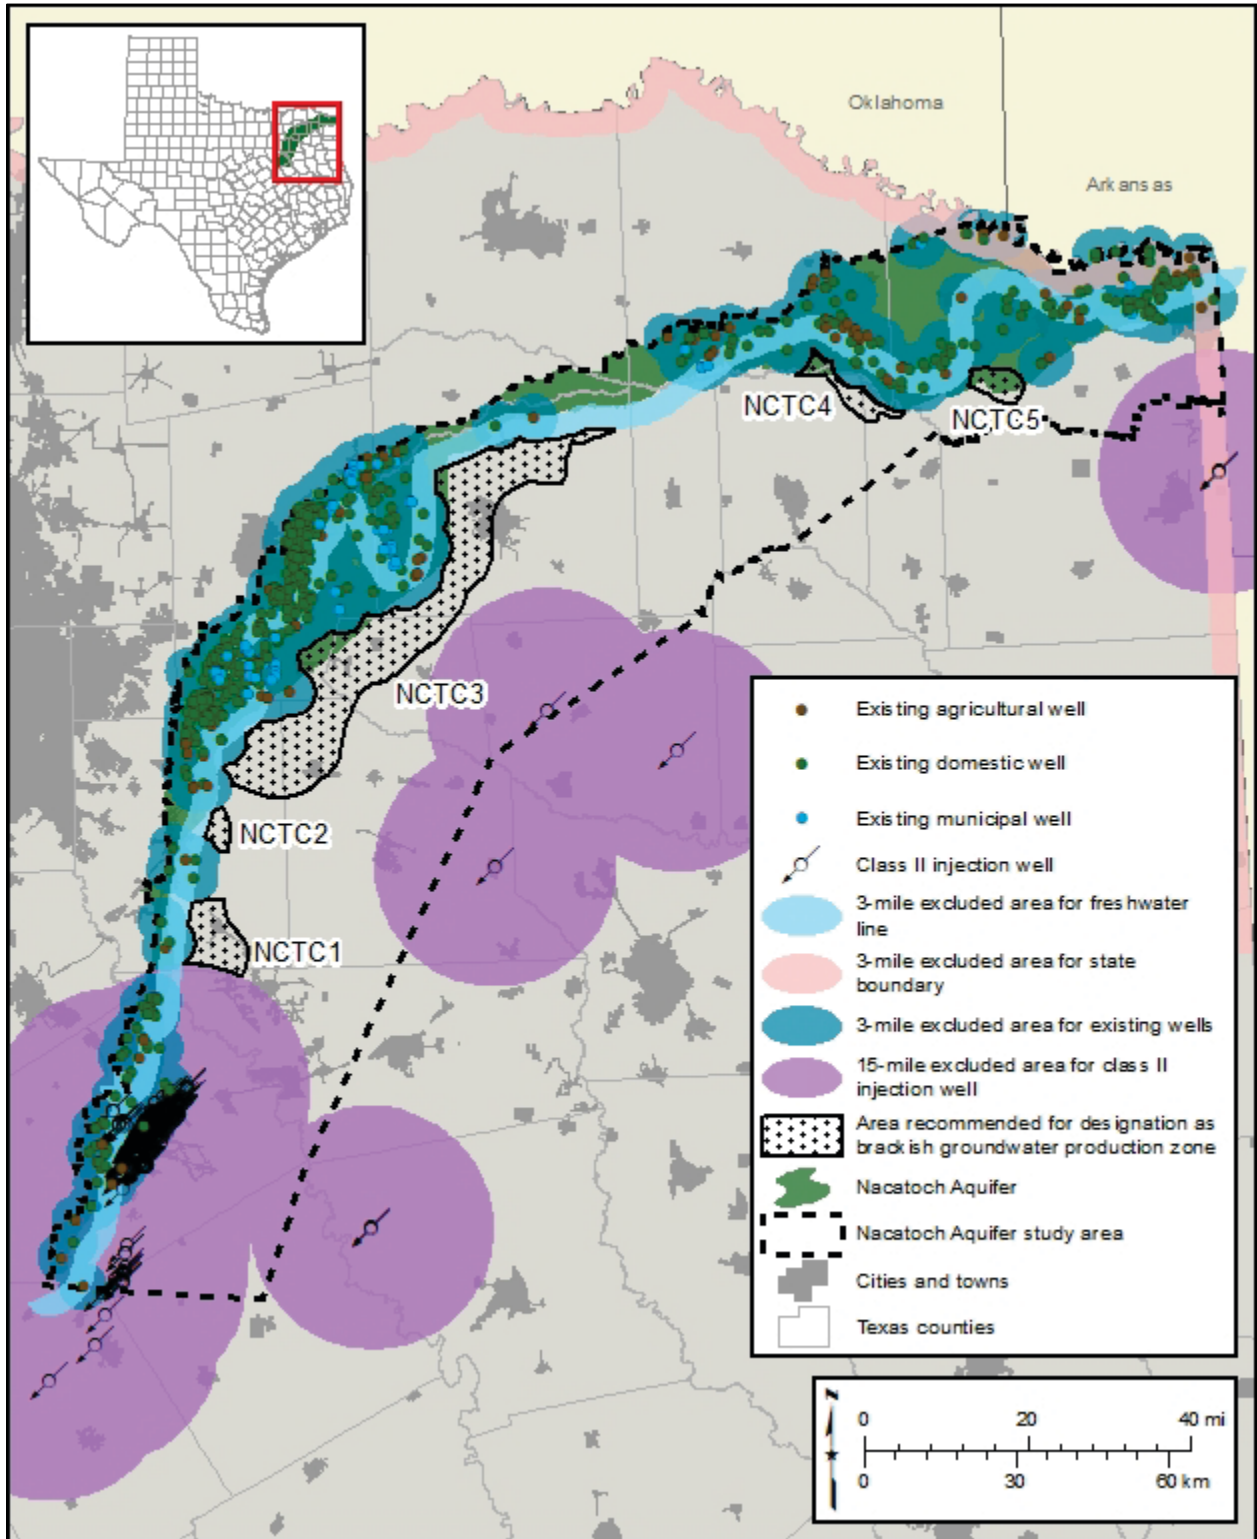 Oklahoma
Arkansas
NCTC4
NCTC5
NCTC3
NCTC2
NCTC1
Existing agricultural well
Existing domestic well
Existing municipal well
Class II injection well
3-mile excluded area for freshwater
line
3-mile excluded area for state
boundary
3-mile excluded area for existing wells
15-mile excluded area for class II
injection well
Area recommended for designation as
brackish groundwater production zone
Nacatoch Aquifer
Nacatoch Aquifer study area
Cities and towns
Texas counties
N
0 20 40 mi
0 30 60 km